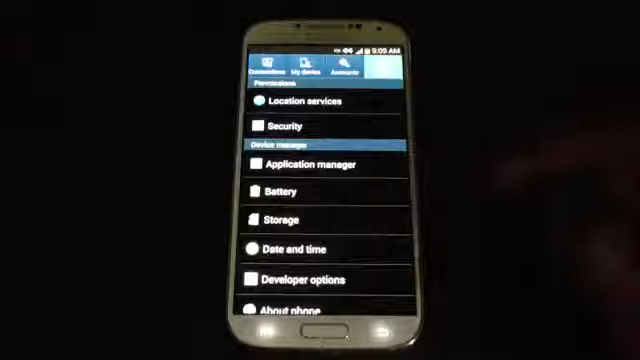 9:09 AM
Connections My device Accounts
Permissions
Location services
Security
Device manager
Application manager
Battery
Storage
Date and time
Developer options
About phone